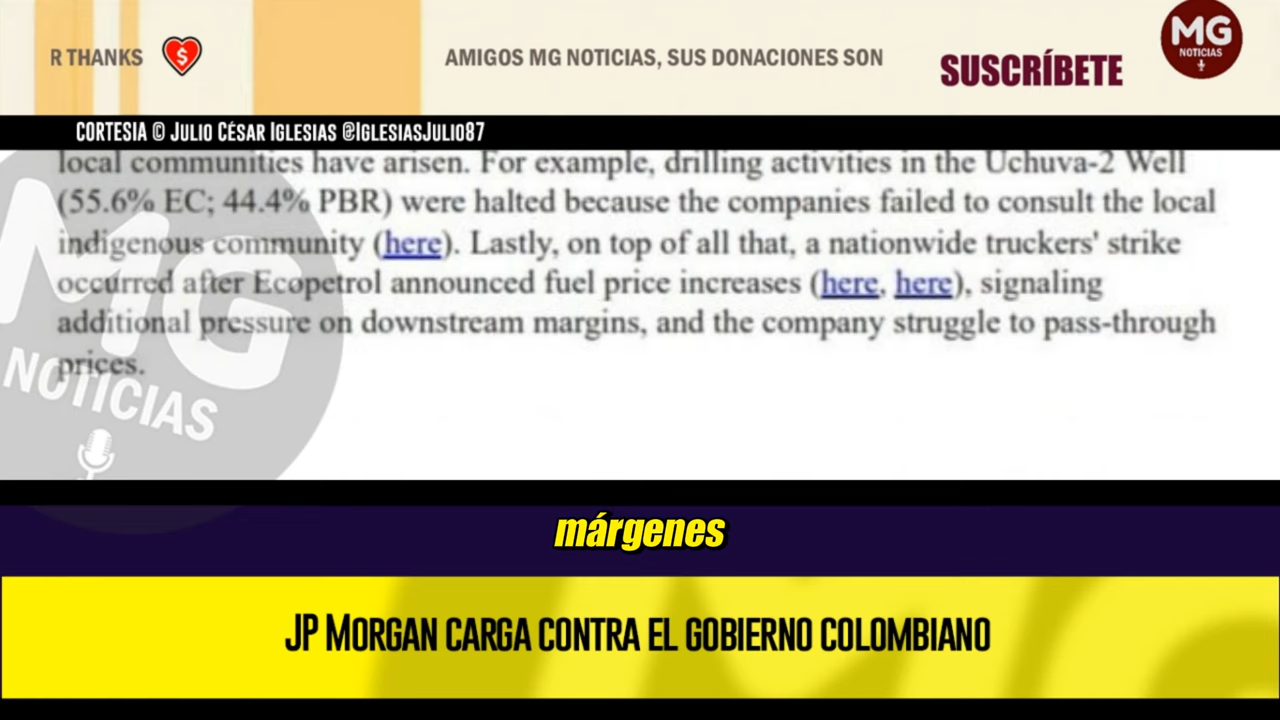 R THANKS
AMIGOS MG NOTICIAS, SUS DONACIONES SON
SUSCRÍBETE
MG
NOTICIAS
CORTESIA © JULIO CÉSAR IGLESIAS @IGLESIASJULIO87
local communities have arisen. For example, drilling activities in the Uchuva-2 Well
(55.6% EC; 44.4% PBR) were halted because the companies failed to consult the local
indigenous community (here). Lastly, on top of all that, a nationwide truckers' strike
occurred after Ecopetrol announced fuel price increases (here, here), signaling
additional pressure on downstream margins, and the company struggle to pass-through
prices.
MG
NOTICIAS
márgenes
JP MORGAN CARGA CONTRA EL GOBIERNO COLOMBIANO